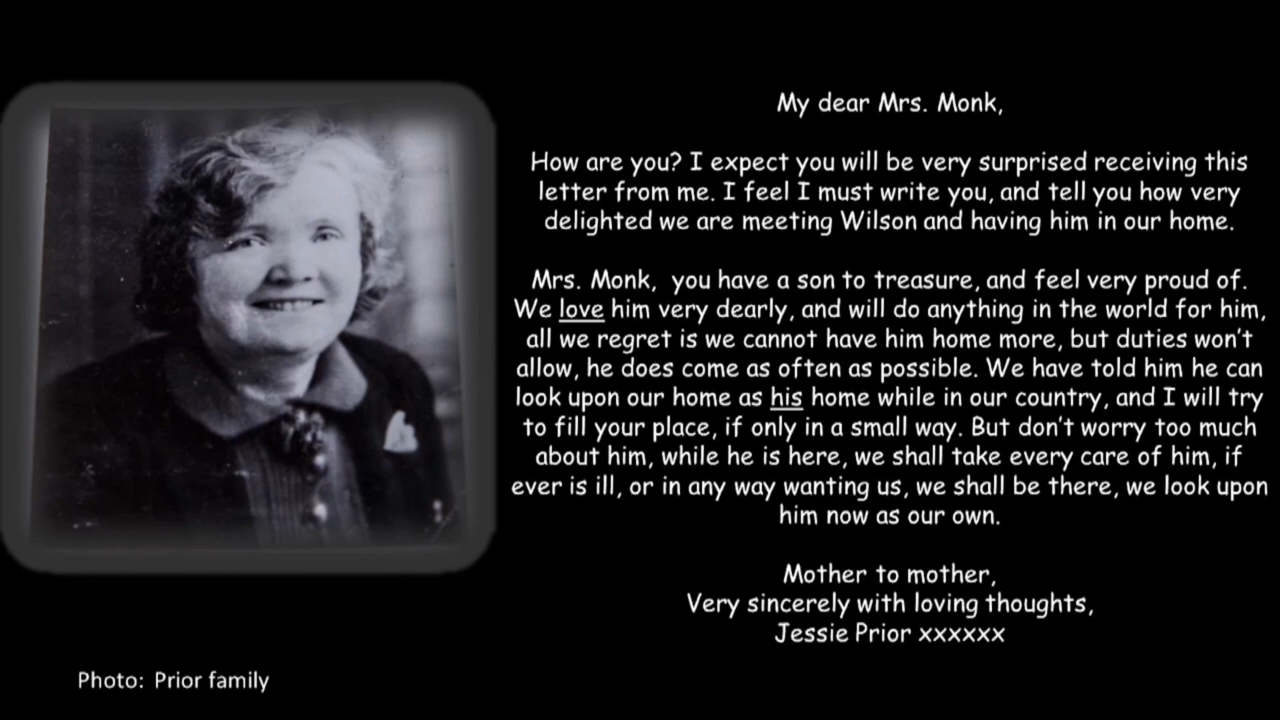 My dear Mrs. Monk,
How are you? I expect you will be very surprised receiving this
letter from me. I feel I must write you, and tell you how very
delighted we are meeting Wilson and having him in our home.
Mrs. Monk, you have a son to treasure, and feel very proud of.
We love him very dearly, and will do anything in the world for him,
all we regret is we cannot have him home more, but duties won't
allow, he does come as often as possible. We have told him he can
look upon our home as his home while in our country, and I will try
to fill your place, if only in a small way. But don't worry too much
about him, while he is here, we shall take every care of him, if
ever is ill, or in any way wanting us, we shall be there, we look upon
him now as our own.
Mother to mother,
Very sincerely with loving thoughts,
Jessie Prior xxxxxx
Photo: Prior family